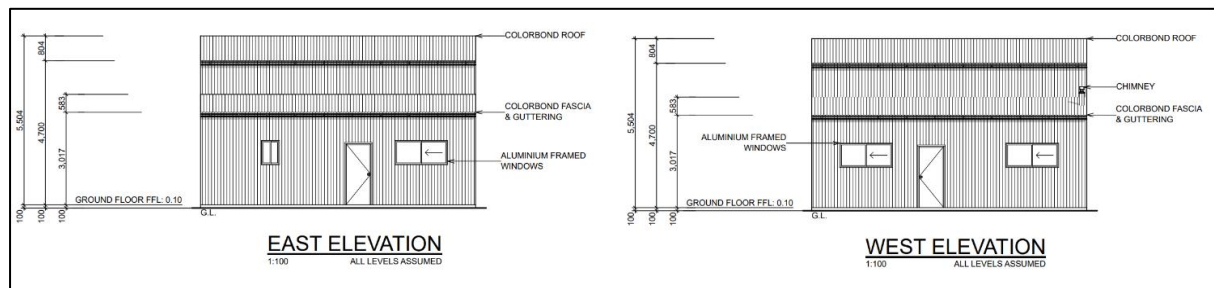 COLORBOND ROOF
804
583
5,504
4,700
3,017
COLORBOND FASCIA
& GUTTERING
ALUMINIUM FRAMED
WINDOWS
GROUND FLOOR FFL: 0.10
100
100
100
G.L.
EAST ELEVATION
1:100 ALL LEVELS ASSUMED
COLORBOND ROOF
804
CHIMNEY
583
5,504
4,700
3,017
COLORBOND FASCIA
& GUTTERING
ALUMINIUM FRAMED
WINDOWS
GROUND FLOOR FFL: 0.10
100
100
100
G.L.
WEST ELEVATION
1:100 ALL LEVELS ASSUMED